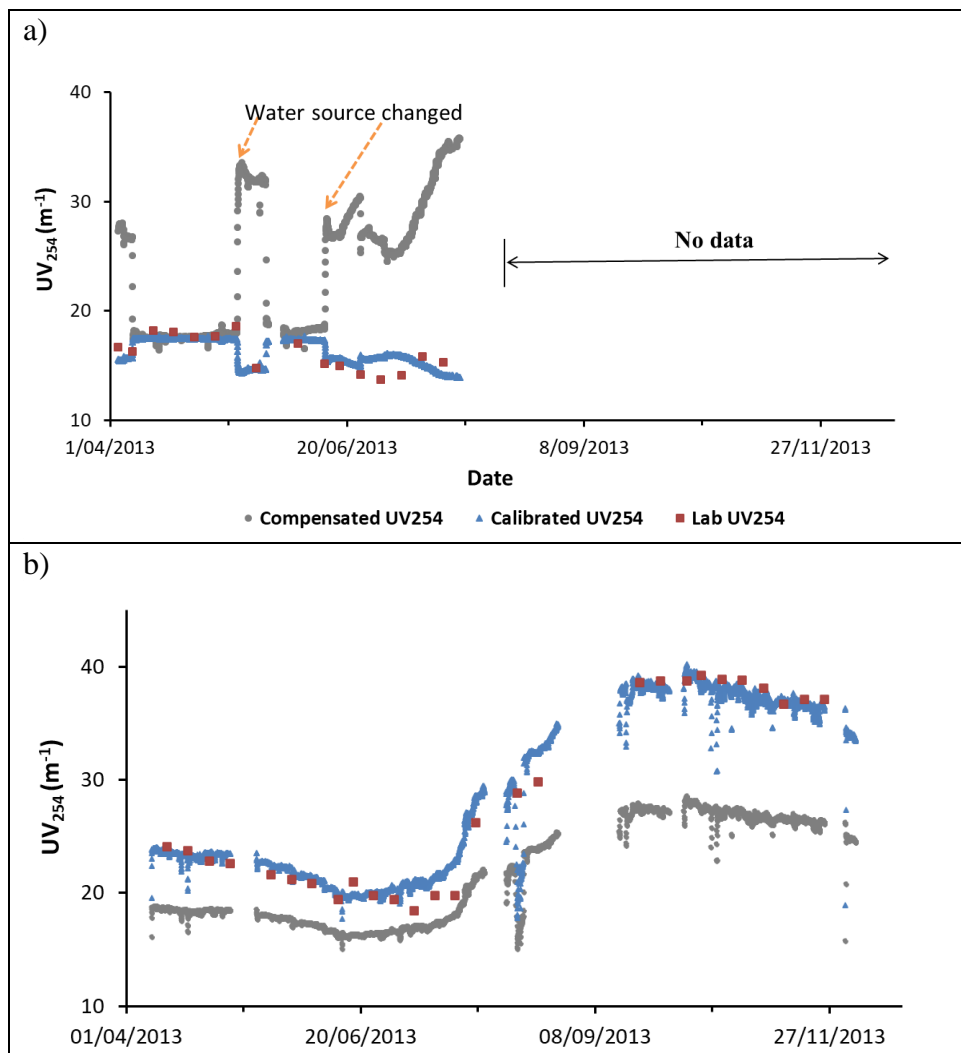 a)
40
Water source changed
30
UV254 (m-1)
No data
20
10
1/04/2013 20/06/2013 8/09/2013 27/11/2013
Date
Compensated UV254 Calibrated UV254 Lab UV254
b)
40
30
UV254 (m-1)
20
10
01/04/2013 20/06/2013 08/09/2013 27/11/2013